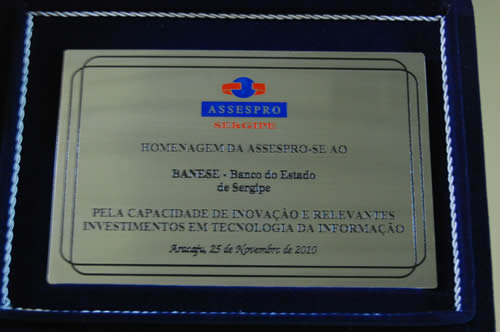 ASSESPRO
SERGIPE
HOMENAGEM DA ASSESPRO-SE AO
BANESE - Banco do Estado
de Sergipe
PELA CAPACIDADE DE INOVAÇÃO E RELEVANTES
INVESTIMENTOS EM TECNOLOGIA DA INFORMAÇÃO
Aracaju, 25 de Novembro de 2010